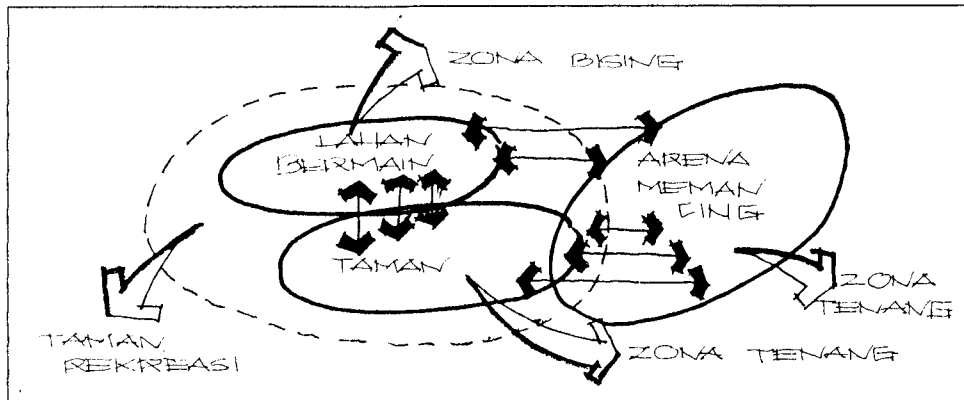 ZONA BISING
LAHAN
BERMAIN
ARENA
MEMAN
CING
TAMAN
ZONA
TENANG
TAMAN
REKREASI
ZONA TENANG